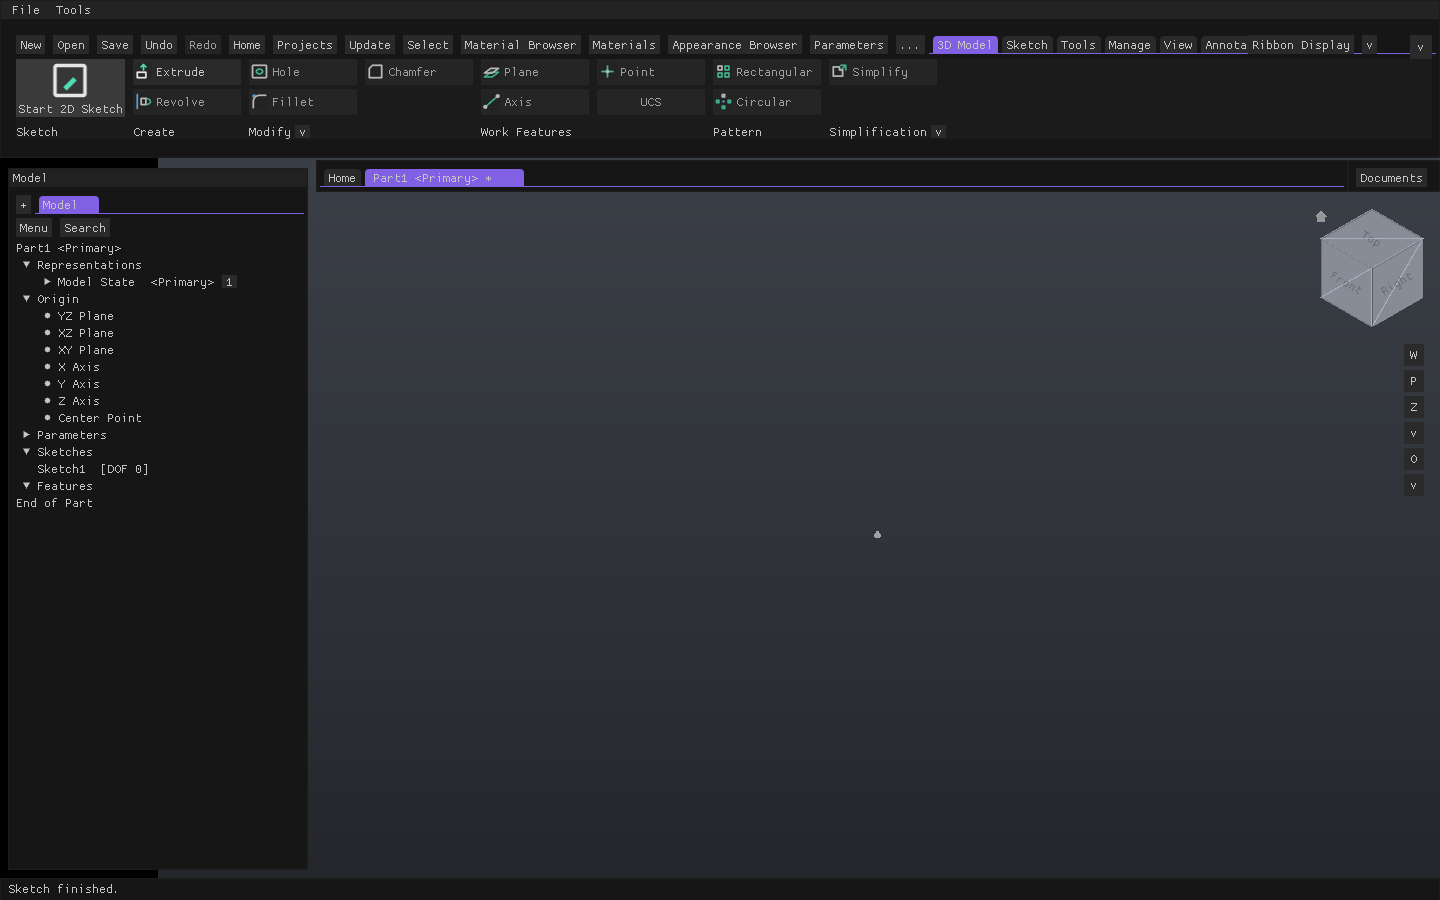 File Tools
New Open Save Undo Redo Home Projects Update Select Material Browser Materials Appearance Browser Parameters ... 3D Model Sketch Tools Manage View Annota Ribbon Display v v
Extrude Hole Chamfer Plane Point Rectangular Simplify
Start 2D Sketch Revolve Fillet Axis UCS Circular
Sketch Create Modify v Work Features Pattern Simplification v
Model
Home Part1 <Primary> * Documents
+ Model
Menu Search
Part1 <Primary>
Representations
Model State <Primary> 1
Origin
YZ Plane
XZ Plane
XY Plane
X Axis
Y Axis
Z Axis
Center Point
Parameters
Sketches
Sketch1 [DOF 0]
Features
End of Part
Top
Front Right
W
P
Z
v
O
v
Sketch finished.